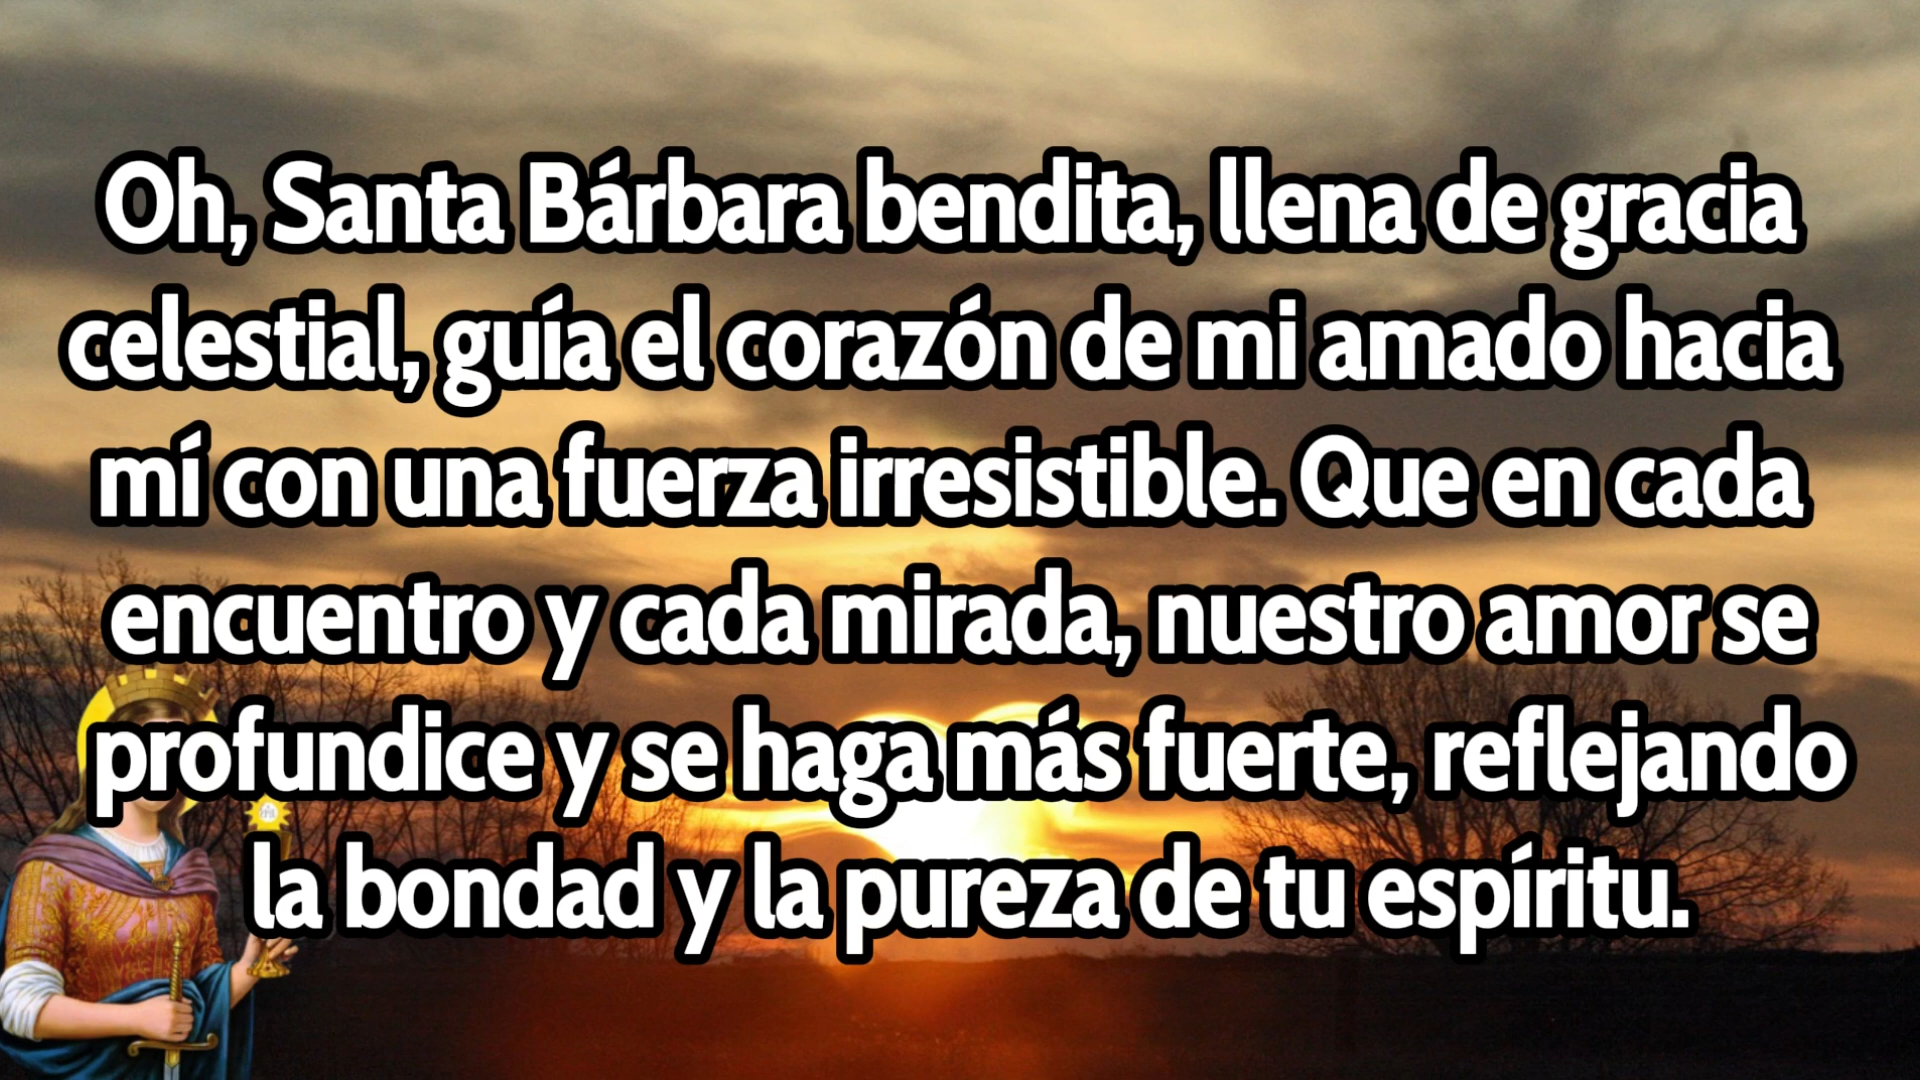 Oh, Santa Bárbara bendita, llena de gracia
celestial, guía el corazón de mi amado hacia
mí con una fuerza irresistible. Que en cada
encuentro y cada mirada, nuestro amor se
profundice y se haga más fuerte, reflejando
la bondad y la pureza de tu espíritu.